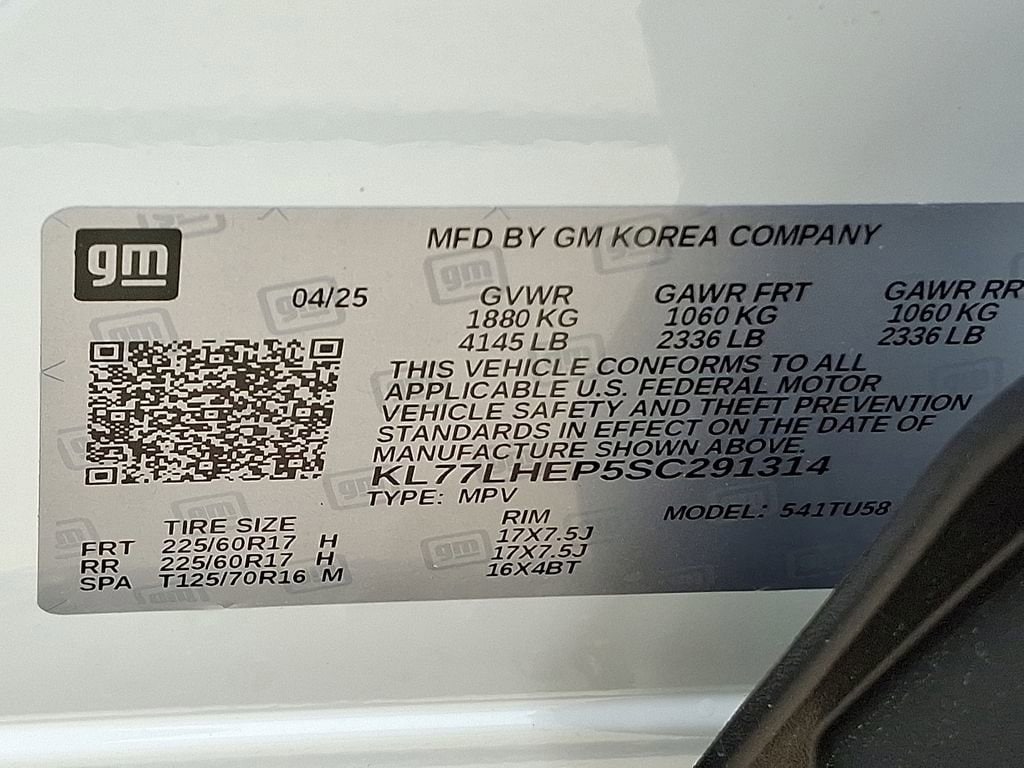 gm
MFD BY GM KOREA COMPANY
04/25
GVWR GAWR FRT GAWR RR
1880 KG 1060 KG 1060 KG
4145 LB 2336 LB 2336 LB
THIS VEHICLE CONFORMS TO ALL
APPLICABLE U.S. FEDERAL MOTOR
VEHICLE SAFETY AND THEFT PREVENTION
STANDARDS IN EFFECT ON THE DATE OF
MANUFACTURE SHOWN ABOVE.
KL77LHEP5SC291314
TYPE: MPV MODEL: 541TU58
TIRE SIZE RIM
FRT 225/60R17 H 17X7.5J
RR 225/60R17 H 17X7.5J
SPA T125/70R16 M 16X4BT